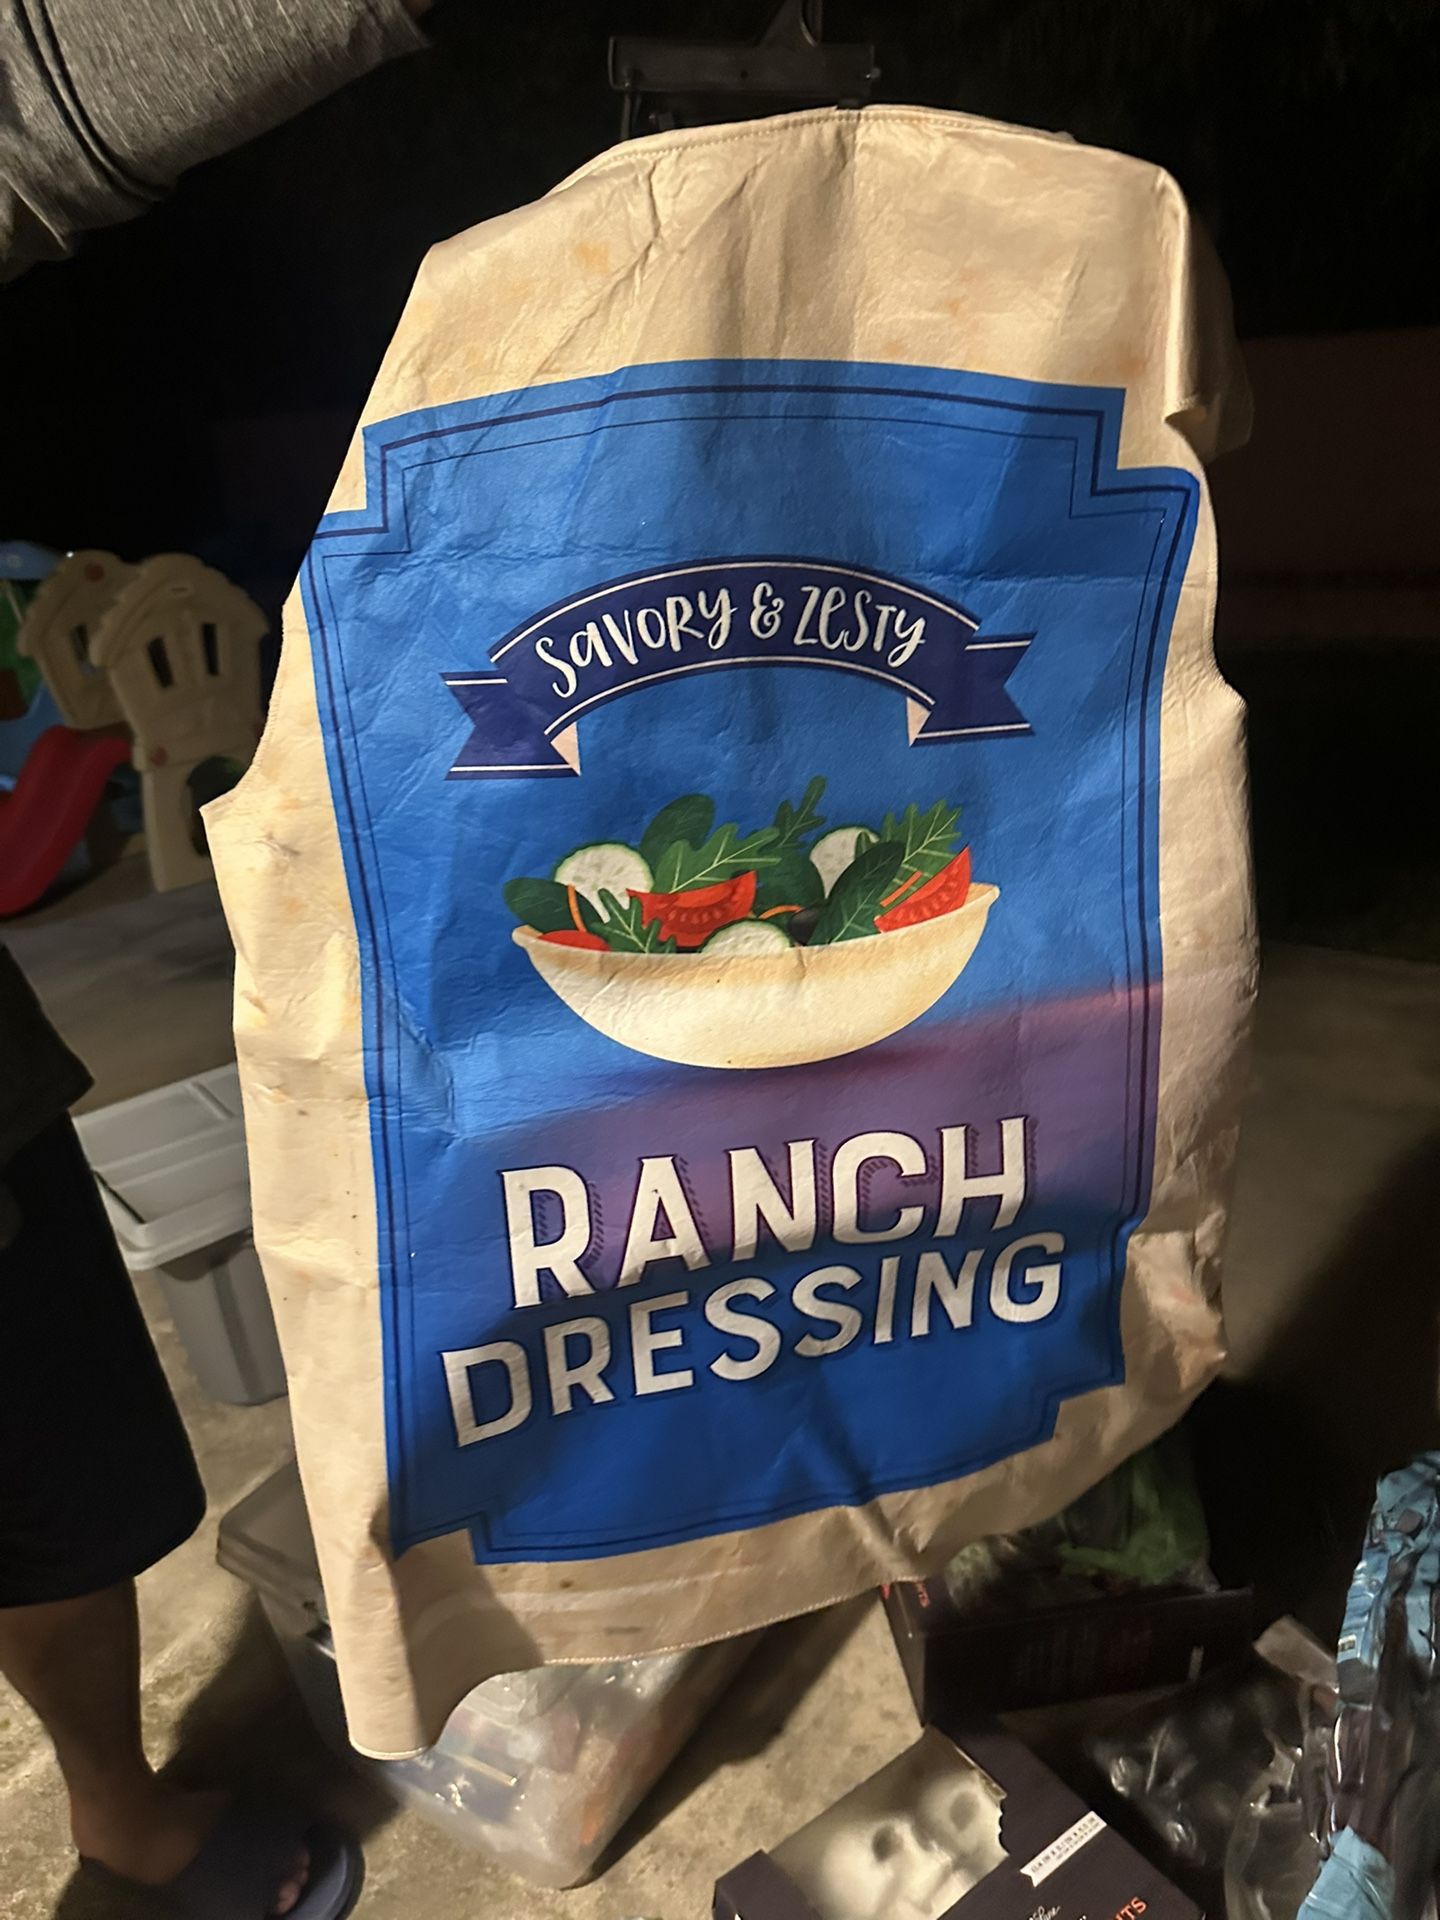 SAVORY & ZESTY
RANCH
DRESSING